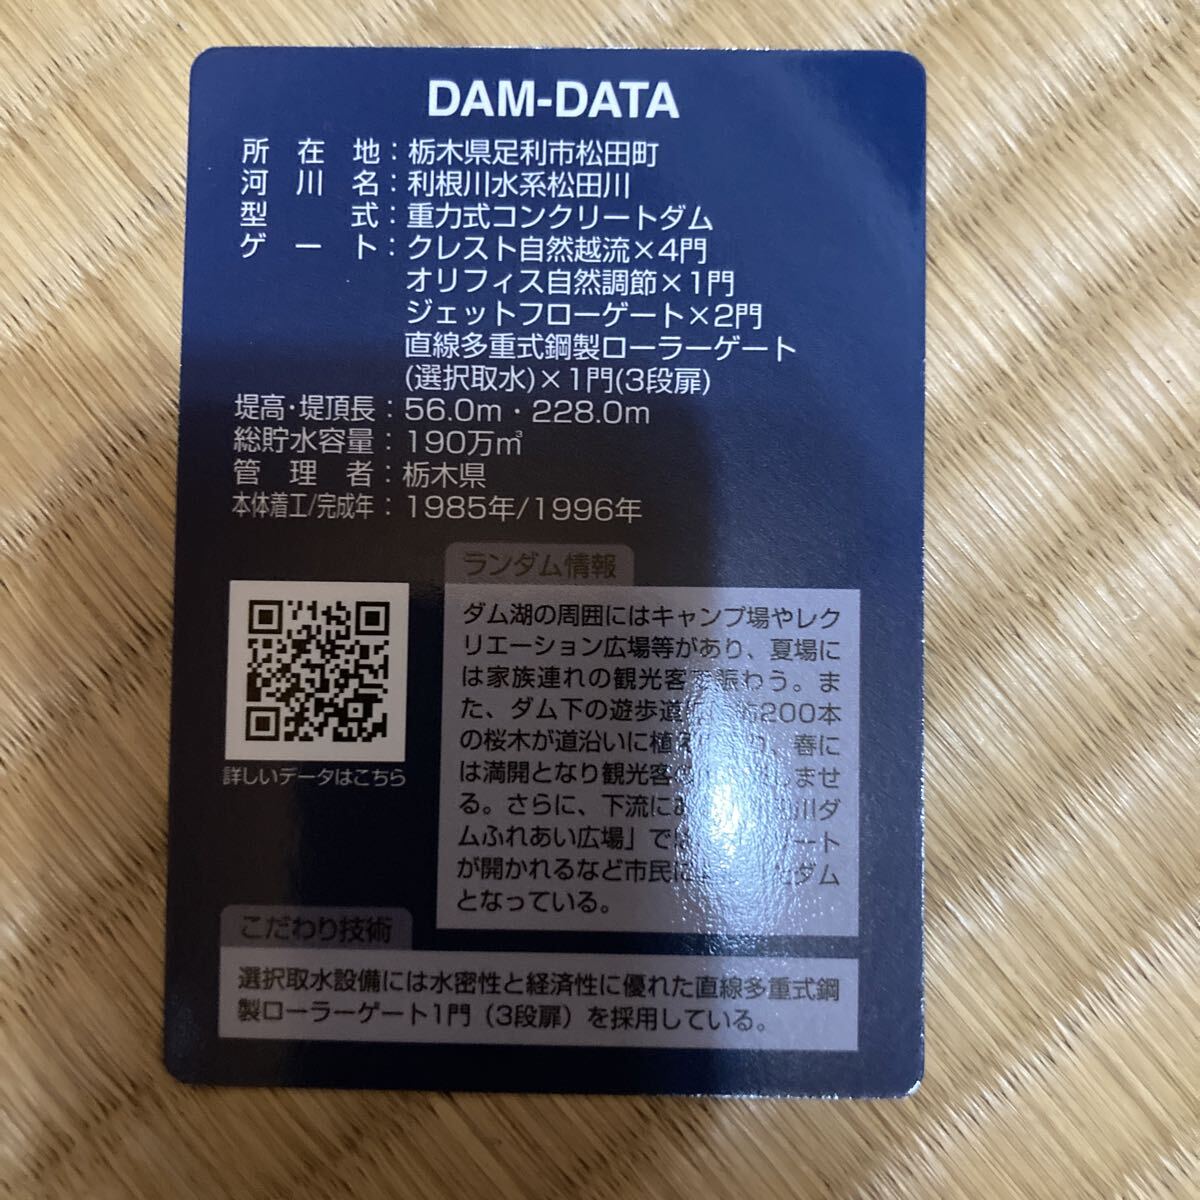 DAM-DATA
所在地：栃木県足利市松田町
河川名：利根川水系松田川
型式：重力式コンクリートダム
ゲート：クレスト自然越流×4門
オリフィス自然調節×1門
ジェットフローゲート×2門
直線多重式鋼製ローラーゲート
(選択取水)×1門(3段扉)
堤高・堤頂長：56.0m・228.0m
総貯水容量：190万㎥
管理者：栃木県
本体着工/完成年：1985年/1996年
ランダム情報
ダム湖の周囲にはキャンプ場やレク
リエーション広場等があり、夏場に
は家族連れの観光客で賑わう。ま
た、ダム下の遊歩道に 200本
の桜木が道沿いに植え 、春に
は満開となり観光客の ませ
る。さらに、下流に 川ダ
ムふれあい広場」では ート
が開かれるなど市民に ダム
となっている。
詳しいデータはこちら
こだわり技術
選択取水設備には水密性と経済性に優れた直線多重式鋼
製ローラーゲート1門（3段扉）を採用している。